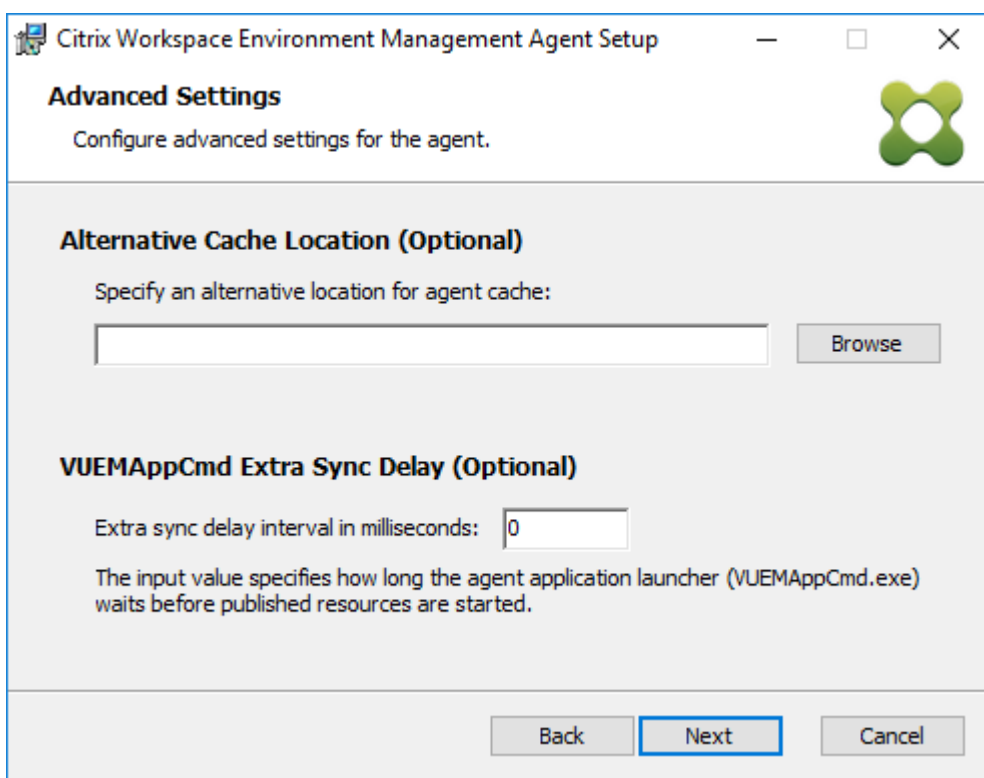 Citrix Workspace Environment Management Agent Setup
Advanced Settings
Configure advanced settings for the agent.
Alternative Cache Location (Optional)
Specify an alternative location for agent cache:
Browse
VUEMAppCmd Extra Sync Delay (Optional)
Extra sync delay interval in milliseconds: 0
The input value specifies how long the agent application launcher (VUEMAppCmd.exe)
waits before published resources are started.
Back Next Cancel